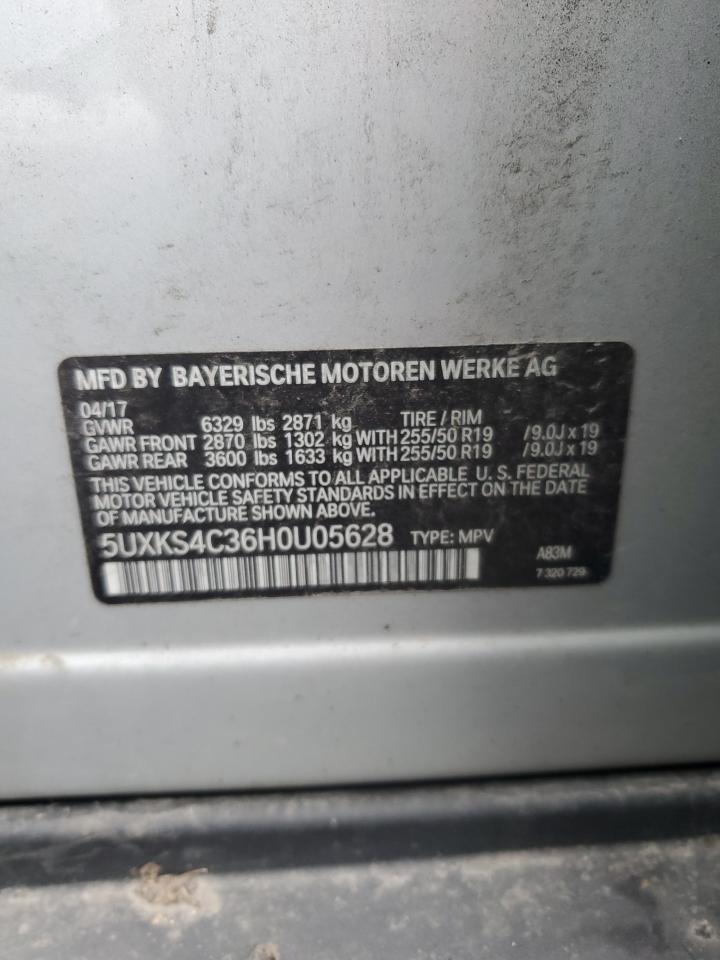 MFD BY BAYERISCHE MOTOREN WERKE AG
04/17
GVWR 6329 lbs 2871 kg TIRE / RIM
GAWR FRONT 2870 lbs 1302 kg WITH 255/50 R19 /9.0J x 19
GAWR REAR 3600 lbs 1633 kg WITH 255/50 R19 /9.0J x 19
THIS VEHICLE CONFORMS TO ALL APPLICABLE U. S. FEDERAL
MOTOR VEHICLE SAFETY STANDARDS IN EFFECT ON THE DATE
OF MANUFACTURE SHOWN ABOVE.
5UXKS4C36H0U05628 TYPE: MPV
A83M
7 320 729